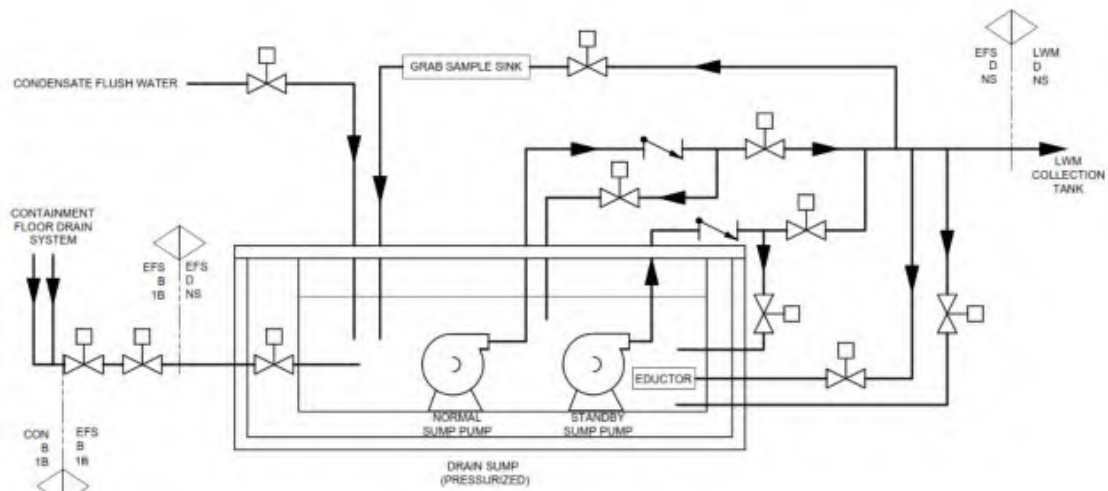 EFS
D
NS
LWM
D
NS
GRAB SAMPLE SINK
CONDENSATE FLUSH WATER
LWM
COLLECTION
TANK
CONTAINMENT
FLOOR DRAIN
SYSTEM
EFS
B
1B
EFS
D
NS
EDUCTOR
NORMAL
SUMP PUMP
STANDBY
SUMP PUMP
CON
B
1B
EFS
B
1B
DRAIN SUMP
(PRESSURIZED)